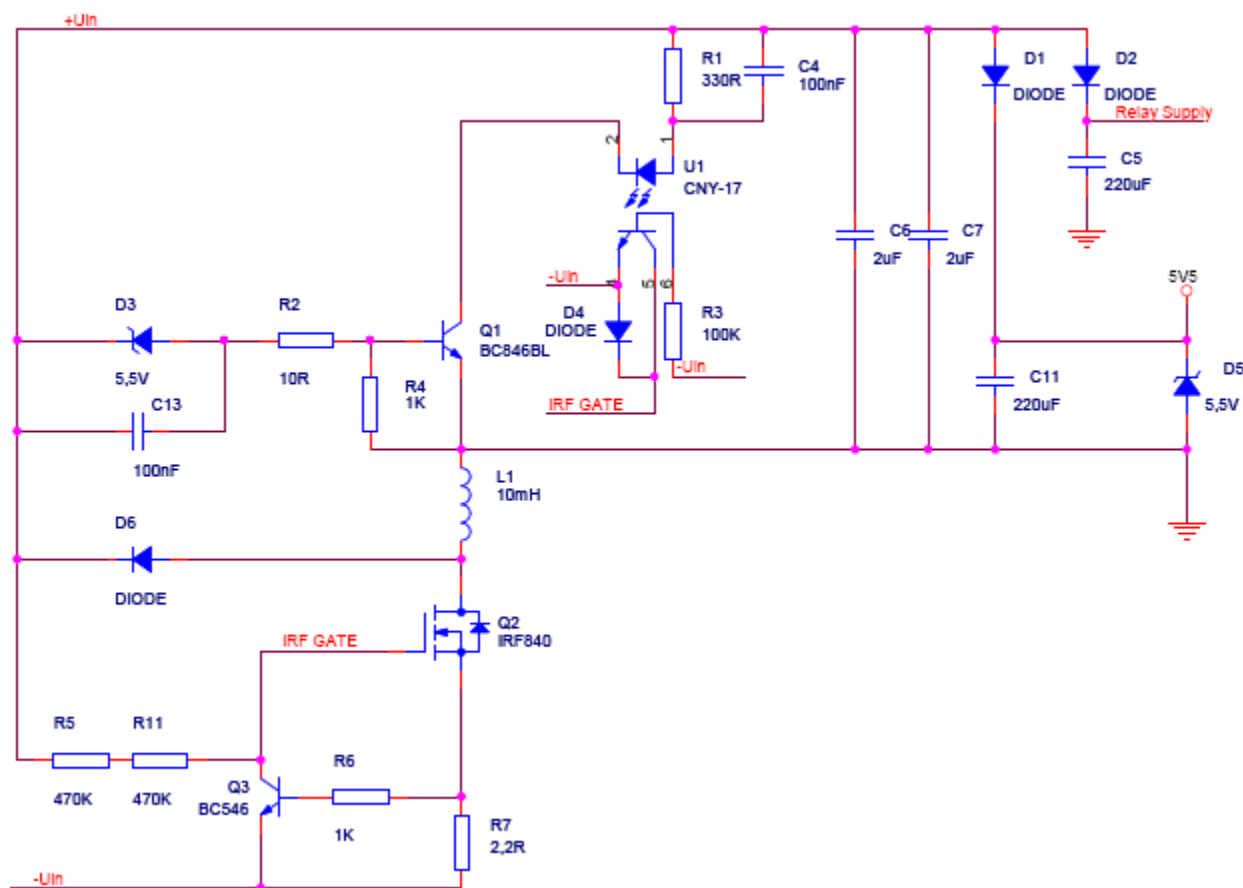 +UIn
R1
330R
C4
100nF
D1
DIODE
D2
DIODE
Relay Supply
C5
220uF
2
1
U1
CNY-17
C6
2uF
C7
2uF
-UIn
4
5
6
5V5
D3
5,5V
R2
10R
Q1
BC846BL
D4
DIODE
R3
100K
-UIn
IRF GATE
R4
1K
C13
100nF
C11
220uF
D5
5,5V
L1
10mH
D6
DIODE
IRF GATE
Q2
IRF840
R5
470K
R11
470K
Q3
BC546
R6
1K
R7
2,2R
-UIn